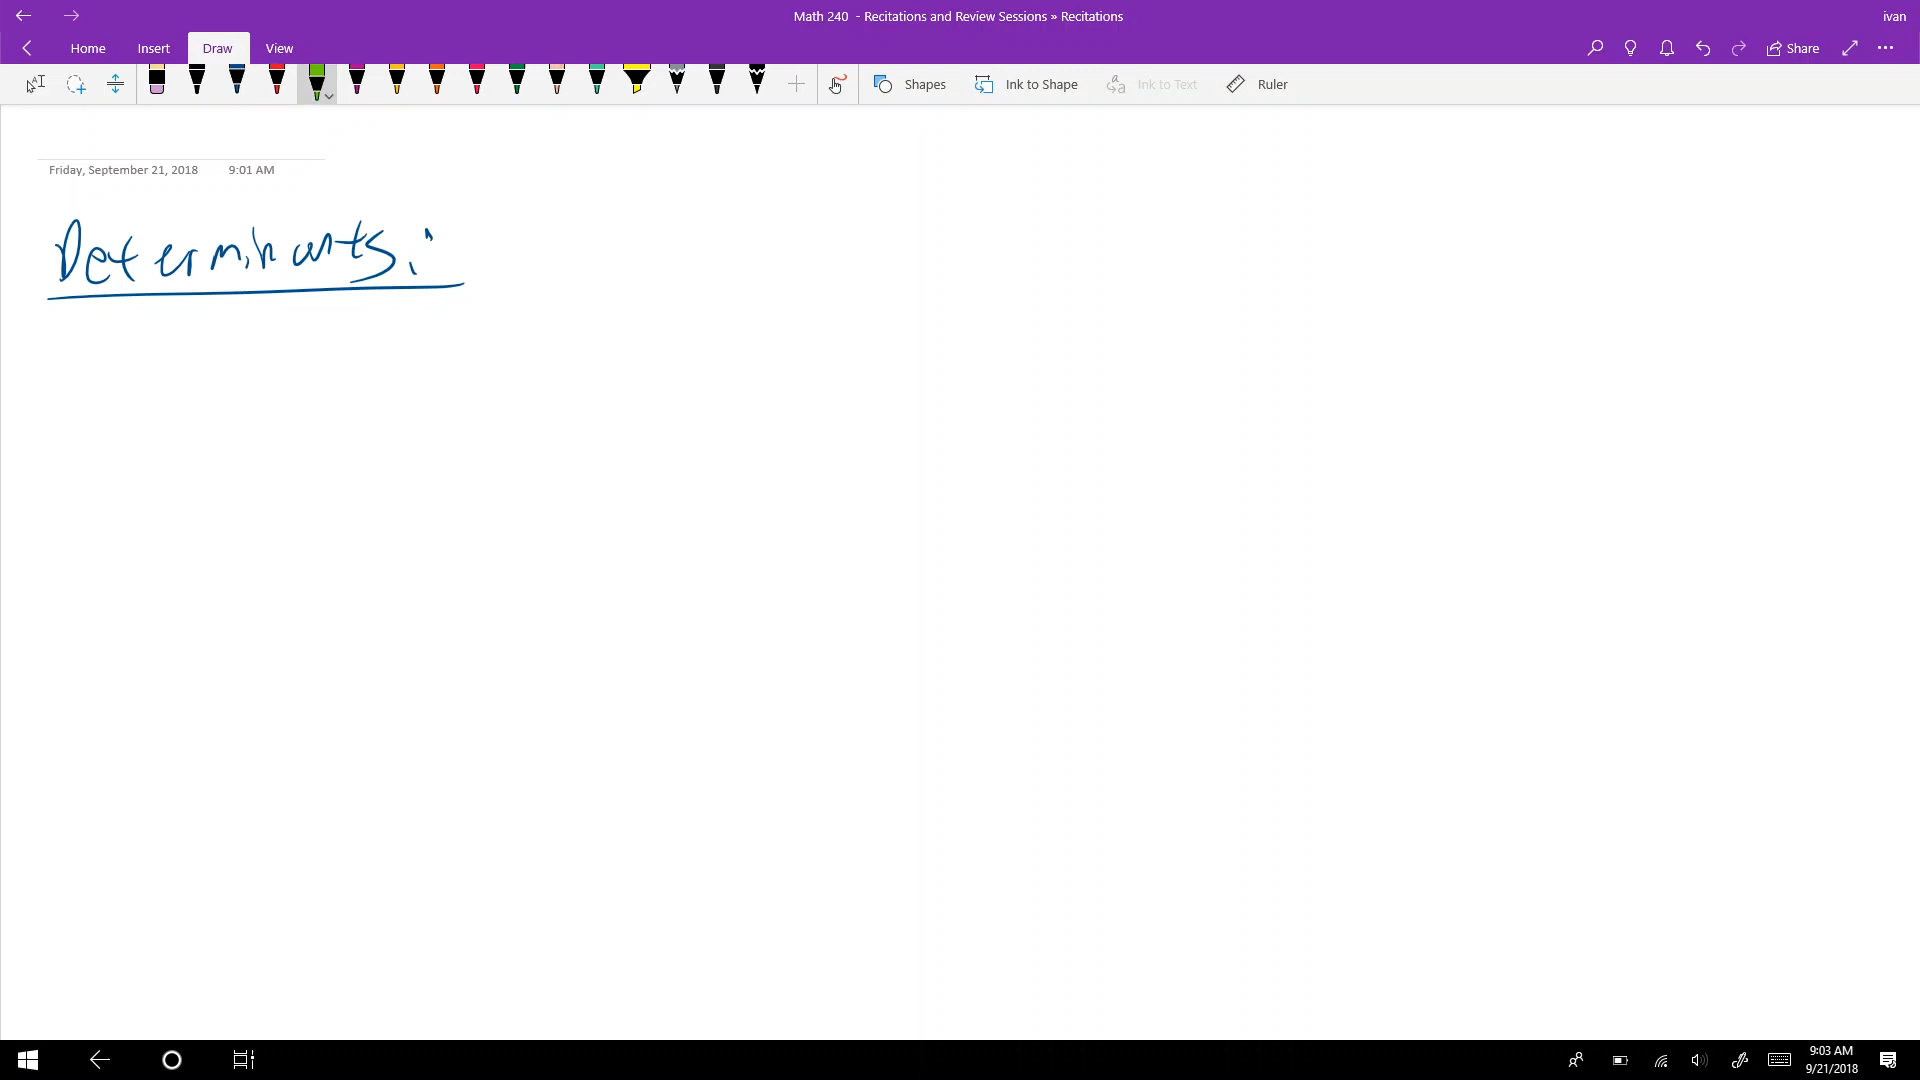 Math 240 - Recitations and Review Sessions » Recitations
ivan
Home Insert Draw View
Share
Shapes Ink to Shape Ink to Text Ruler
Friday, September 21, 2018 9:01 AM
Determinants:
9:03 AM
9/21/2018